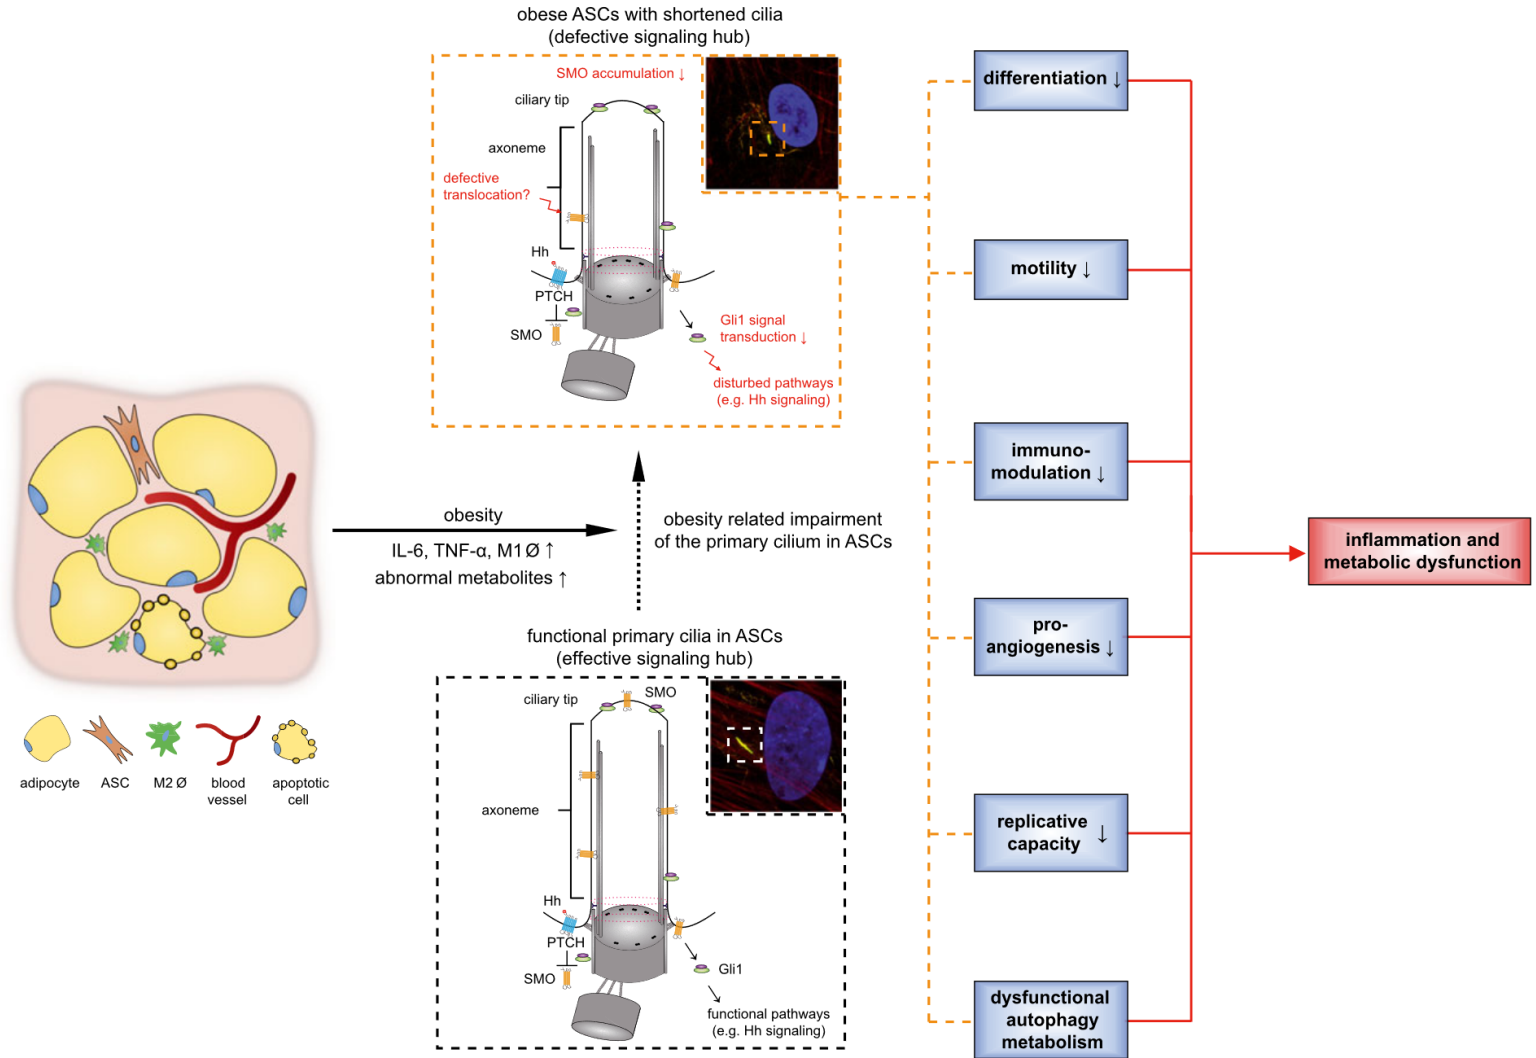 obese ASCs with shortened cilia
(defective signaling hub)
SMO accumulation ↓
ciliary tip
axoneme
defective
translocation?
Hh
PTCH
SMO
Gli1 signal
transduction ↓
disturbed pathways
(e.g. Hh signaling)
obesity
IL-6, TNF-α, M1 Ø ↑
abnormal metabolites ↑
obesity related impairment
of the primary cilium in ASCs
functional primary cilia in ASCs
(effective signaling hub)
ciliary tip
SMO
axoneme
Hh
PTCH
SMO
Gli1
functional pathways
(e.g. Hh signaling)
adipocyte
ASC
M2 Ø
blood
vessel
apoptotic
cell
differentiation ↓
motility ↓
immuno-
modulation ↓
pro-
angiogenesis ↓
replicative
capacity ↓
dysfunctional
autophagy
metabolism
inflammation and
metabolic dysfunction